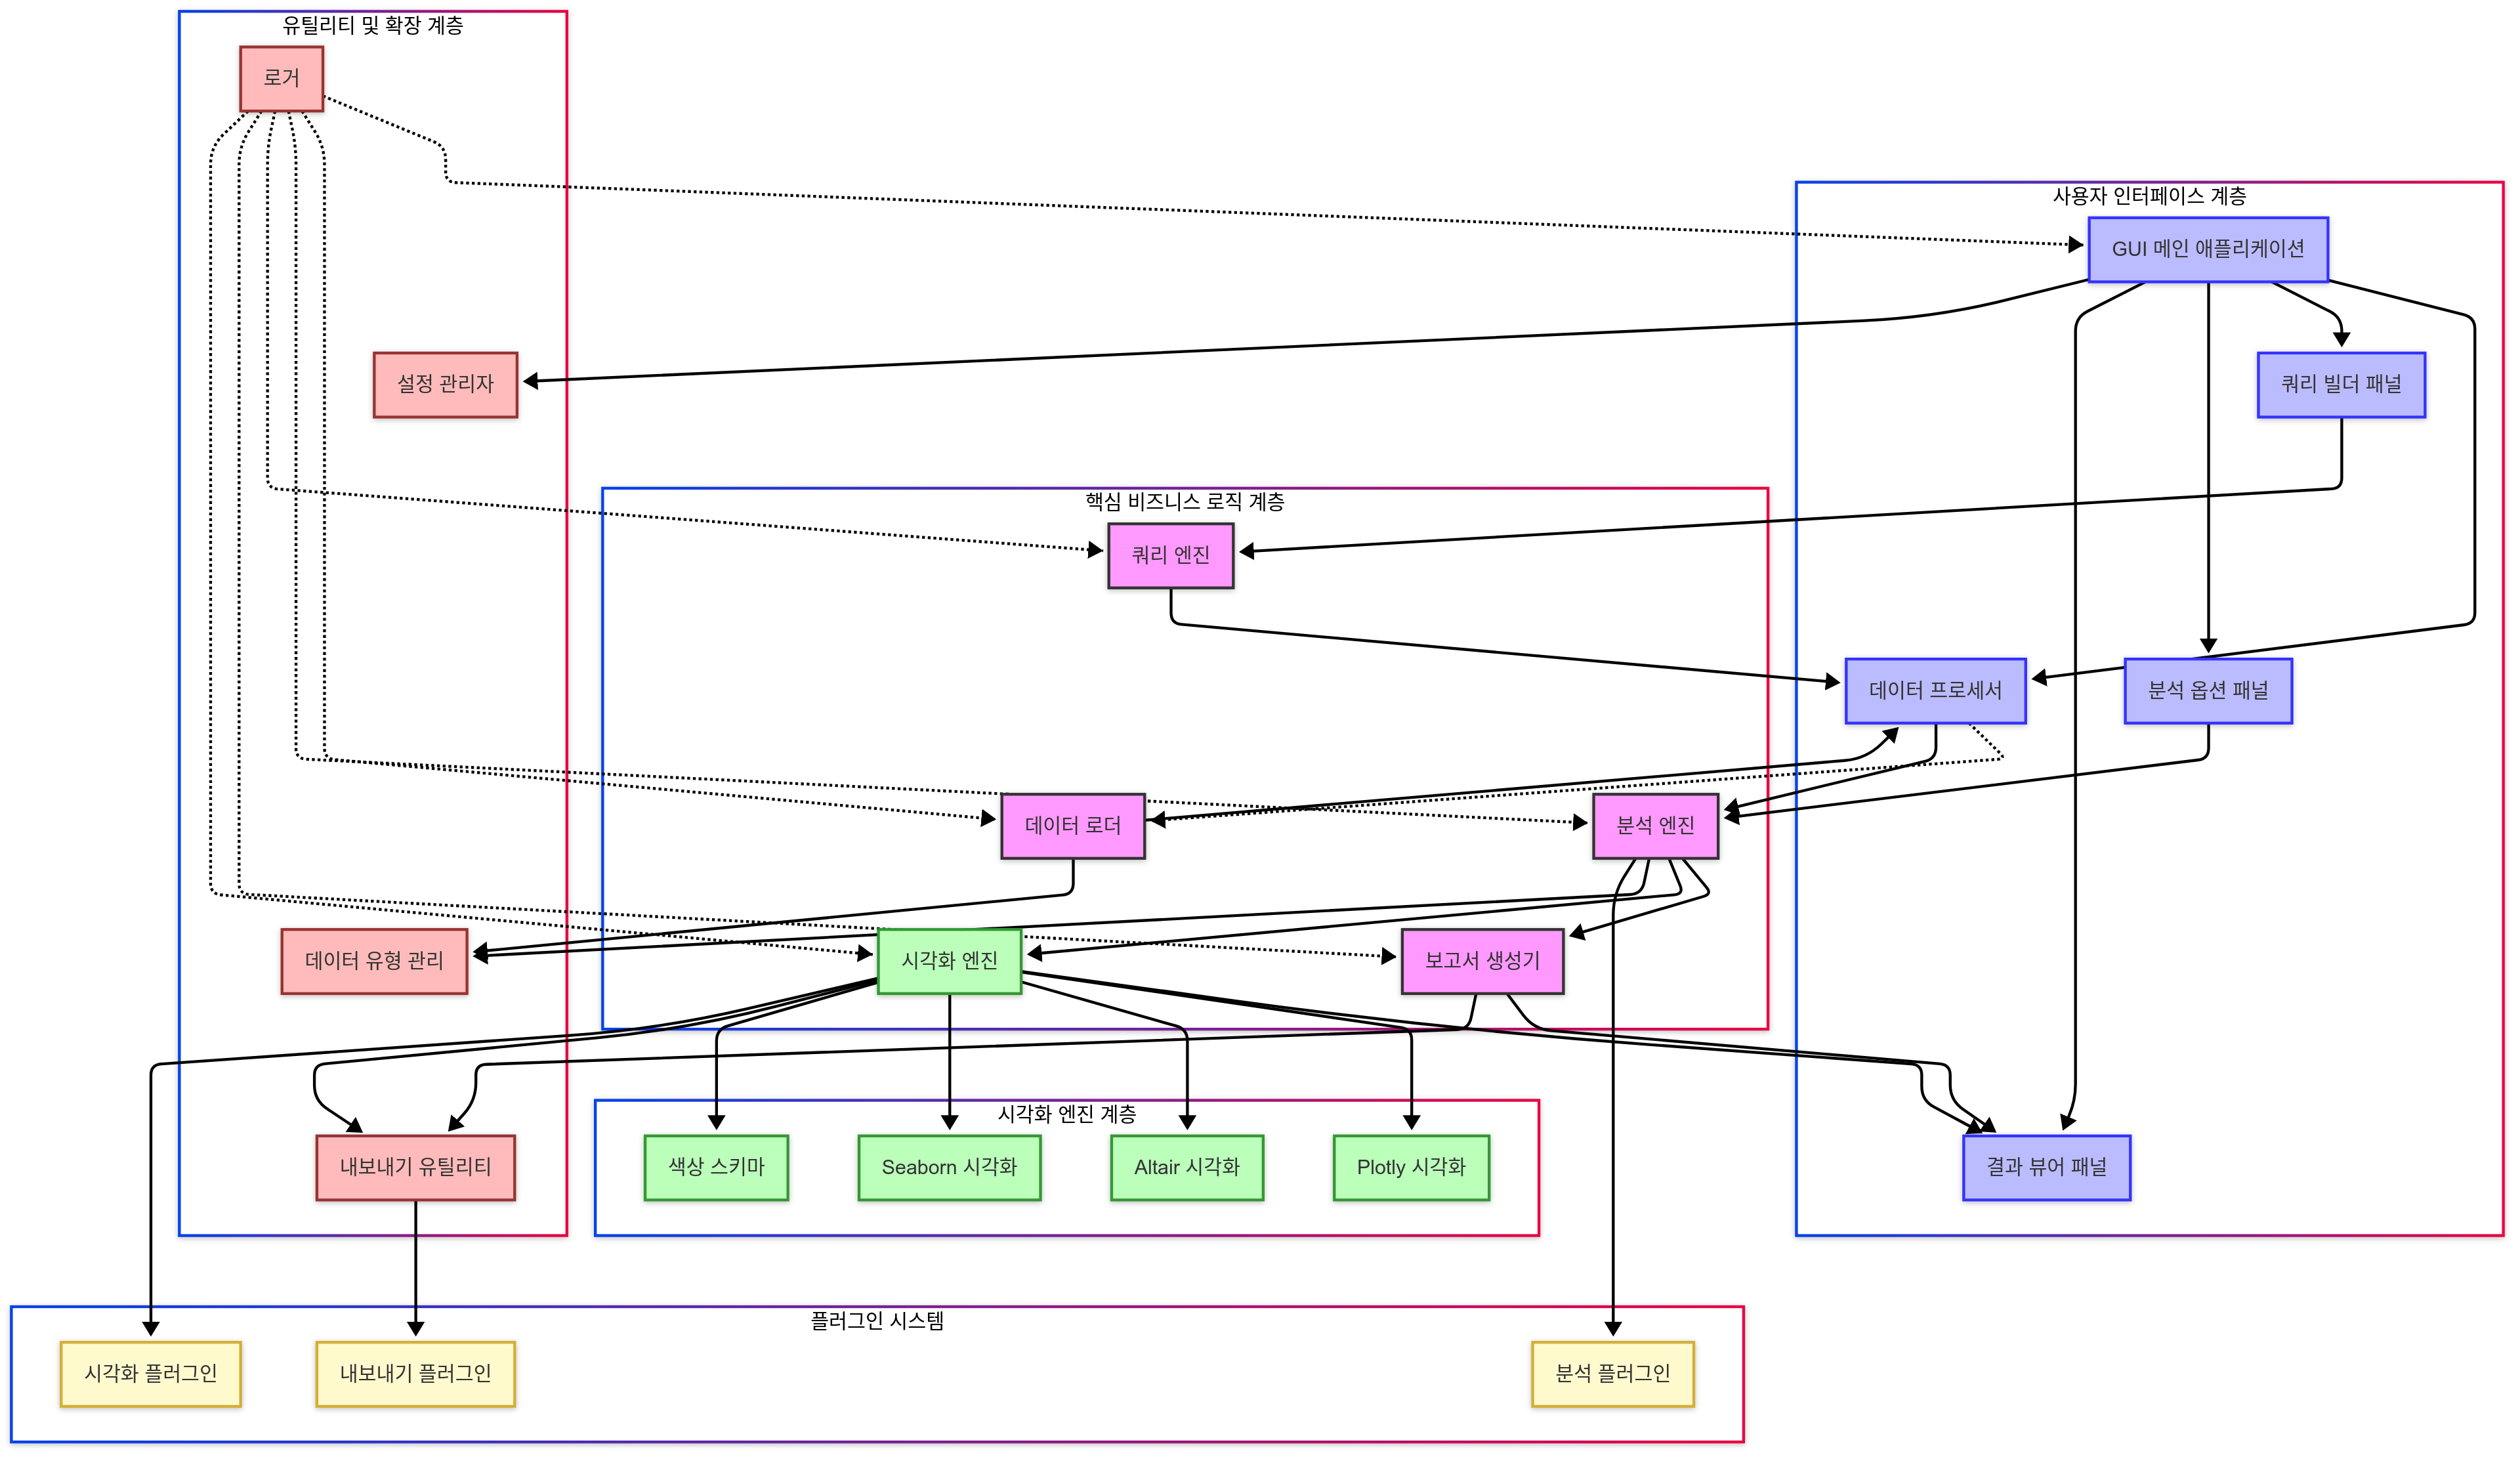 유틸리티 및 확장 계층
로거
사용자 인터페이스 계층
GUI 메인 애플리케이션
설정 관리자
쿼리 빌더 패널
핵심 비즈니스 로직 계층
쿼리 엔진
데이터 프로세서
분석 옵션 패널
데이터 로더
분석 엔진
데이터 유형 관리
시각화 엔진
보고서 생성기
시각화 엔진 계층
내보내기 유틸리티
색상 스키마
Seaborn 시각화
Altair 시각화
Plotly 시각화
결과 뷰어 패널
플러그인 시스템
시각화 플러그인
내보내기 플러그인
분석 플러그인